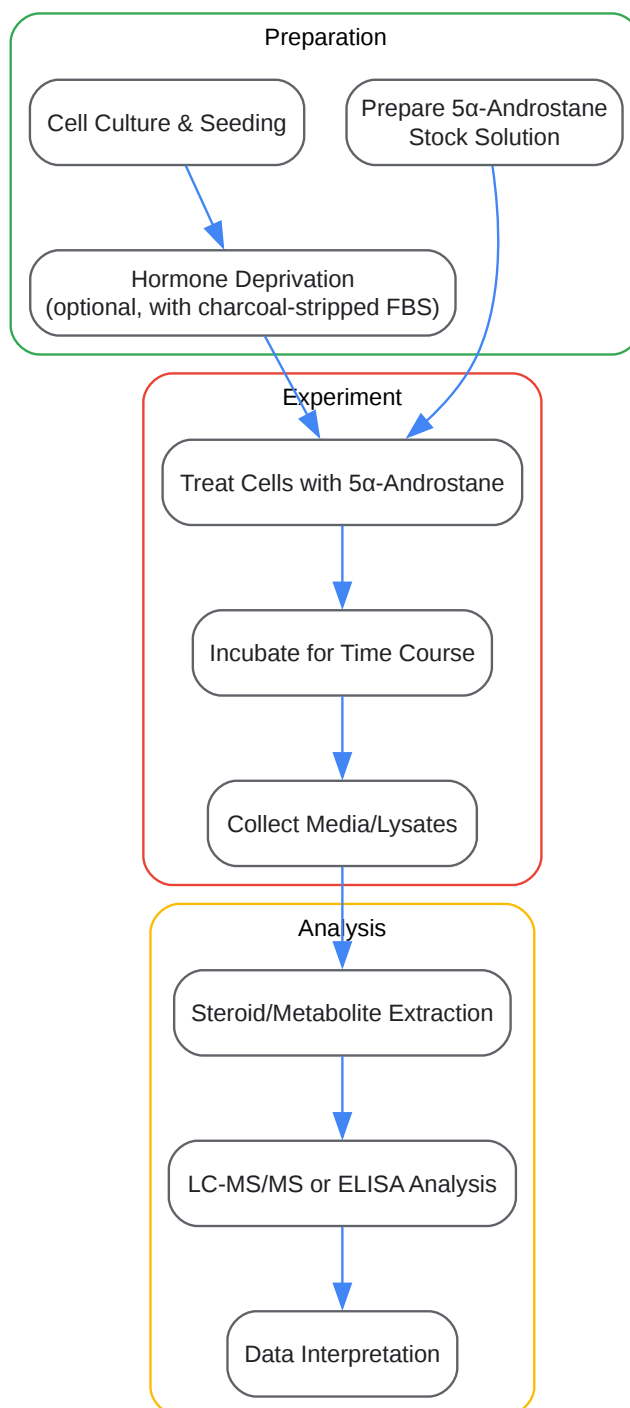 Preparation
Cell Culture & Seeding
Prepare 5α-Androstane
Stock Solution
Hormone Deprivation
(optional, with charcoal-stripped FBS)
Experiment
Treat Cells with 5α-Androstane
Incubate for Time Course
Collect Media/Lysates
Analysis
Steroid/Metabolite Extraction
LC-MS/MS or ELISA Analysis
Data Interpretation